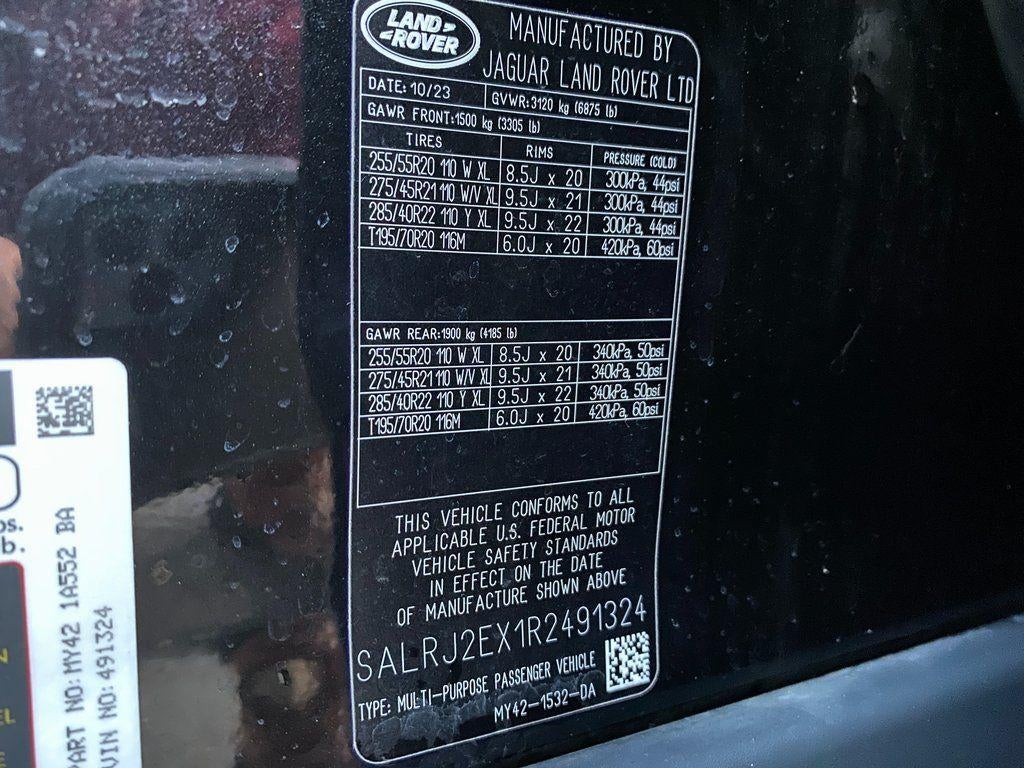 LAND ROVER
MANUFACTURED BY
JAGUAR LAND ROVER LTD
DATE: 10/23 GVWR:3120 kg (6875 lb)
GAWR FRONT:1500 kg (3305 lb)
TIRES RIMS PRESSURE (COLD)
255/55R20 110 W XL 8.5J x 20 300kPa, 44psi
275/45R21 110 W/V XL 9.5J x 21 300kPa, 44psi
285/40R22 110 Y XL 9.5J x 22 300kPa, 44psi
T195/70R20 116M 6.0J x 20 420kPa, 60psi
GAWR REAR:1900 kg (4185 lb)
255/55R20 110 W XL 8.5J x 20 340kPa, 50psi
275/45R21 110 W/V XL 9.5J x 21 340kPa, 50psi
285/40R22 110 Y XL 9.5J x 22 340kPa, 50psi
T195/70R20 116M 6.0J x 20 420kPa, 60psi
THIS VEHICLE CONFORMS TO ALL
APPLICABLE U.S. FEDERAL MOTOR
VEHICLE SAFETY STANDARDS
IN EFFECT ON THE DATE
OF MANUFACTURE SHOWN ABOVE
SALRJ2EX1R2491324
TYPE: MULTI-PURPOSE PASSENGER VEHICLE
MY42-1532-DA
PART NO: MY42 1A552 BA
VIN NO: 491324